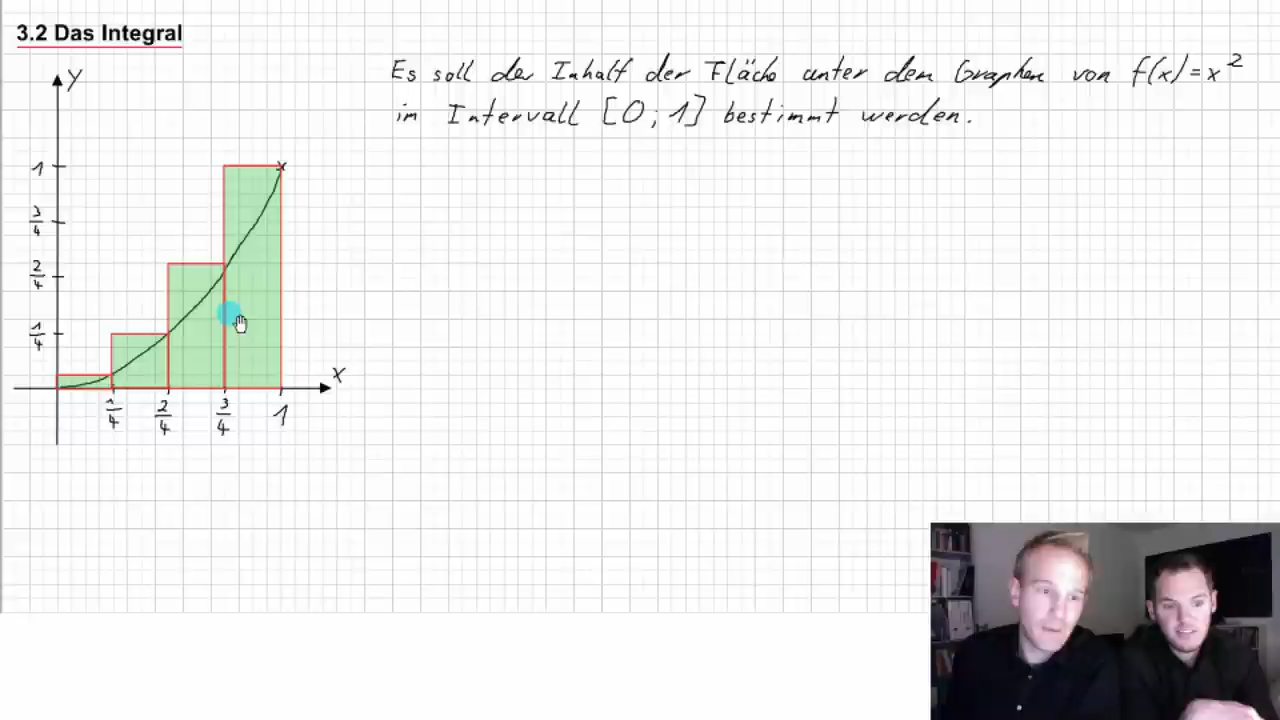 3.2 Das Integral
Es soll der Inhalt der Fläche unter dem Graphen von f(x)=x²
im Intervall [0;1] bestimmt werden.
y
1
3/4
2/4
1/4
x
1/4 2/4 3/4 1